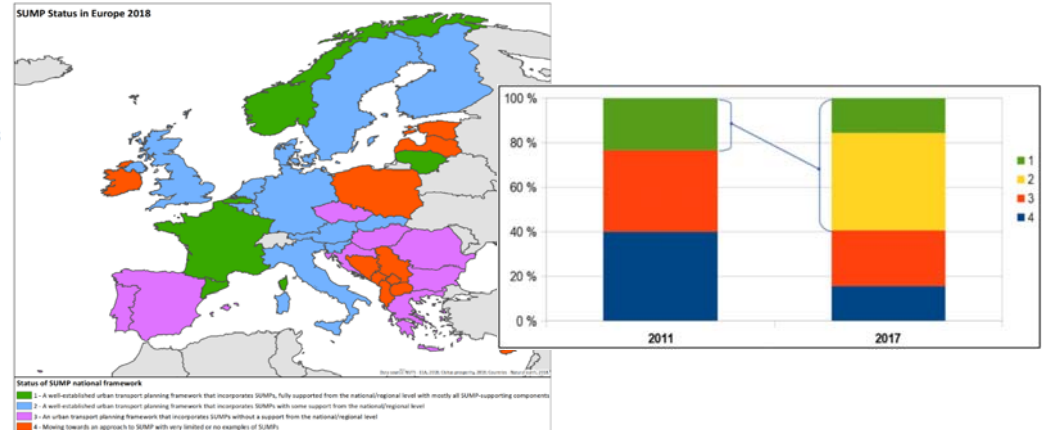 SUMP Status in Europe 2018
100 %
80 %
60 %
40 %
20 %
0 %
2011
2017
1
2
3
4
Status of SUMP national framework
1 - A well-established urban transport planning framework that incorporates SUMPs, fully supported from the national/regional level with mostly all SUMP-supporting components
2 - A well-established urban transport planning framework that incorporates SUMPs with some support from the national/regional level
3 - An urban transport planning framework that incorporates SUMPs without a support from the national/regional level
4 - Moving towards an approach to SUMP with very limited or no examples of SUMPs